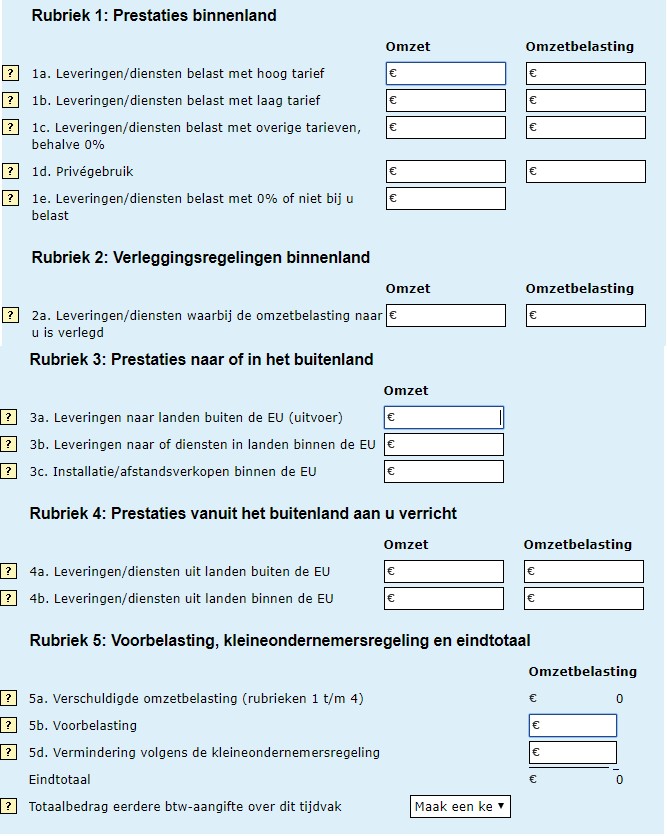 Rubriek 1: Prestaties binnenland
Omzet Omzetbelasting
? 1a. Leveringen/diensten belast met hoog tarief € €
? 1b. Leveringen/diensten belast met laag tarief € €
? 1c. Leveringen/diensten belast met overige tarieven, € €
behalve 0%
? 1d. Privégebruik € €
? 1e. Leveringen/diensten belast met 0% of niet bij u €
belast
Rubriek 2: Verleggingsregelingen binnenland
Omzet Omzetbelasting
? 2a. Leveringen/diensten waarbij de omzetbelasting naar € €
u is verlegd
Rubriek 3: Prestaties naar of in het buitenland
Omzet
? 3a. Leveringen naar landen buiten de EU (uitvoer) €
? 3b. Leveringen naar of diensten in landen binnen de EU €
? 3c. Installatie/afstandsverkopen binnen de EU €
Rubriek 4: Prestaties vanuit het buitenland aan u verricht
Omzet Omzetbelasting
? 4a. Leveringen/diensten uit landen buiten de EU € €
? 4b. Leveringen/diensten uit landen binnen de EU € €
Rubriek 5: Voorbelasting, kleineondernemersregeling en eindtotaal
Omzetbelasting
? 5a. Verschuldigde omzetbelasting (rubrieken 1 t/m 4) € 0
? 5b. Voorbelasting €
? 5d. Vermindering volgens de kleineondernemersregeling €
Eindtotaal € 0
? Totaalbedrag eerdere btw-aangifte over dit tijdvak Maak een ke